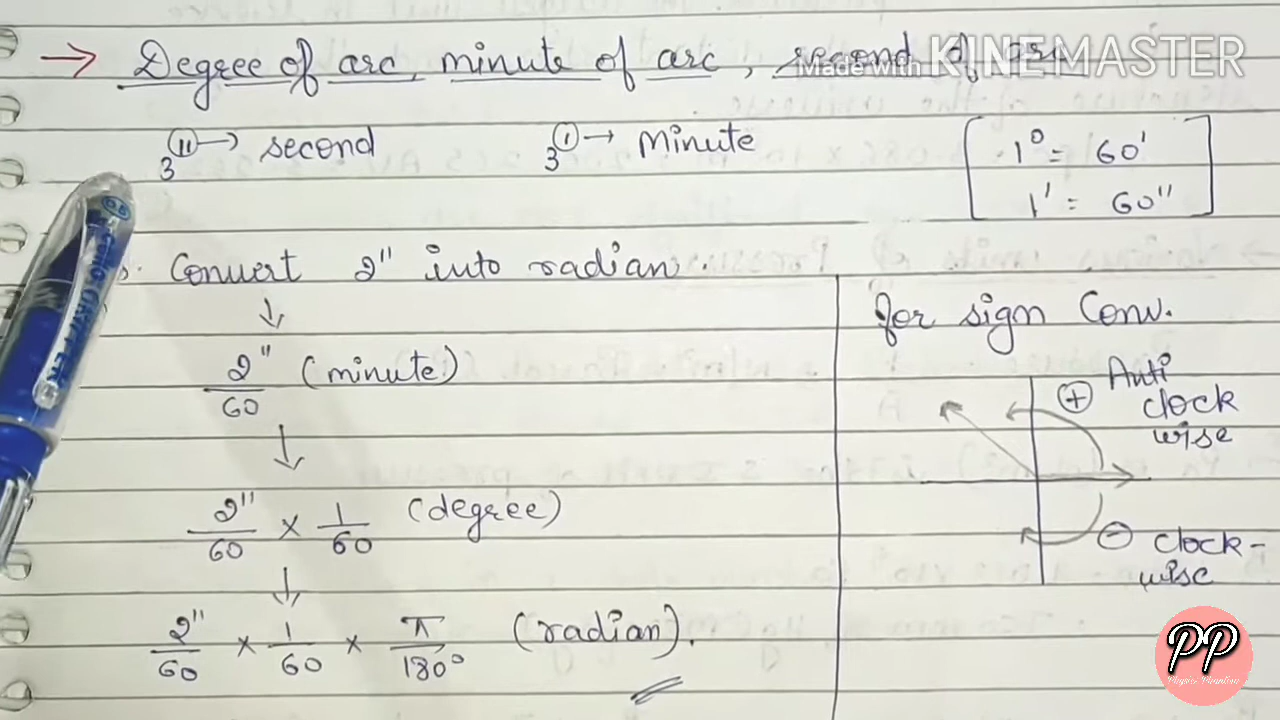 → Degree of arc, minute of arc, second of arc
Made with KINEMASTER
3" → second 3' → Minute
1° = 60'
1' = 60"
s. Convert 2" into radian.
↓
2"/60 (minute)
↓
2"/60 × 1/60 (degree)
↓
2"/60 × 1/60 × π/180° (radian).
for sign Conv.
+ Anti
clock
wise
- clock-
wise
PP